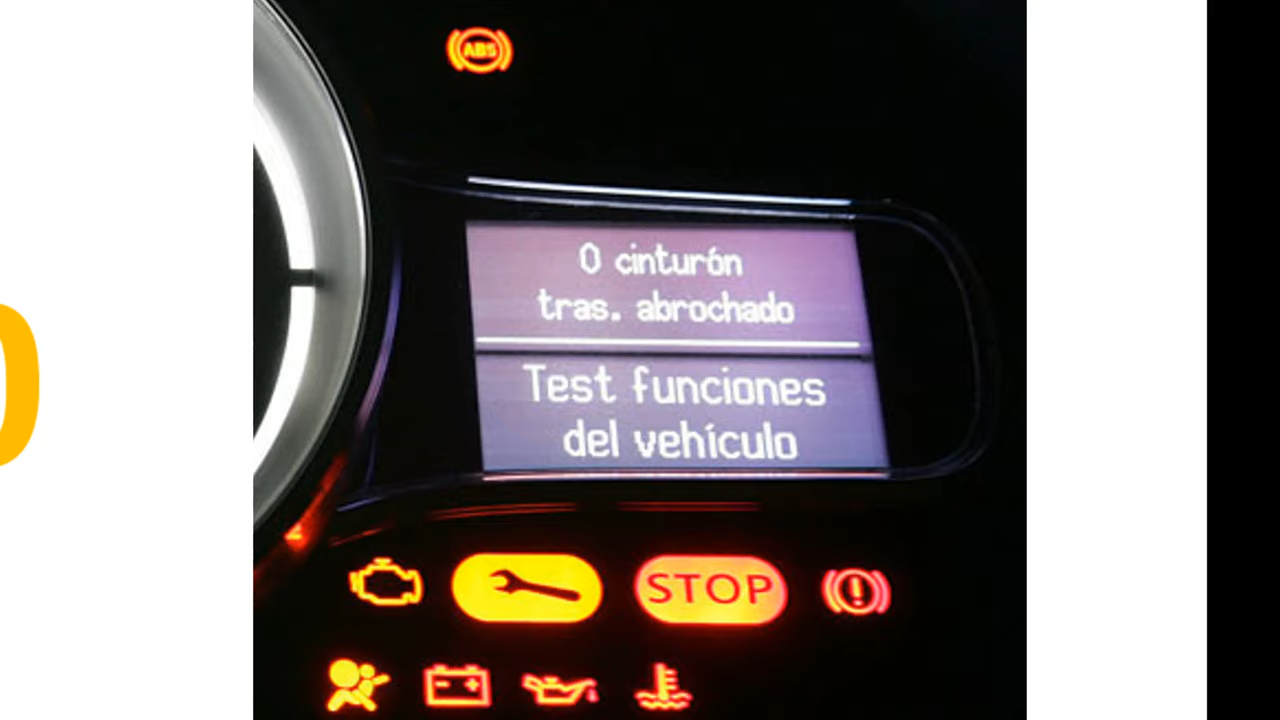 ABS
0 cinturón
tras. abrochado
Test funciones
del vehículo
STOP